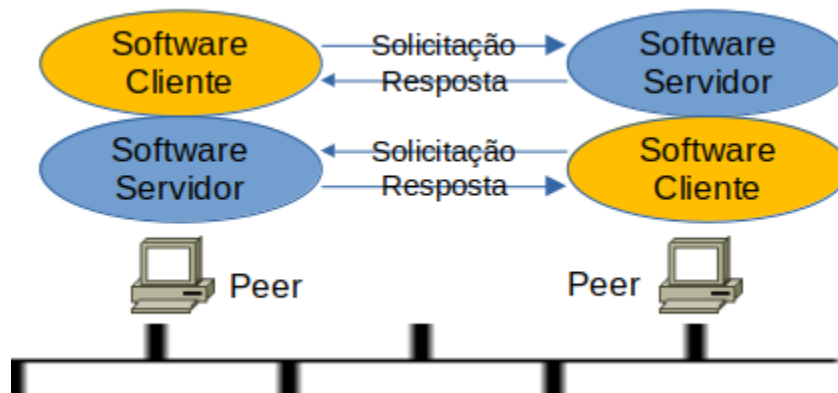 Software
Cliente
Solicitação
Resposta
Software
Servidor
Software
Servidor
Solicitação
Resposta
Software
Cliente
Peer
Peer